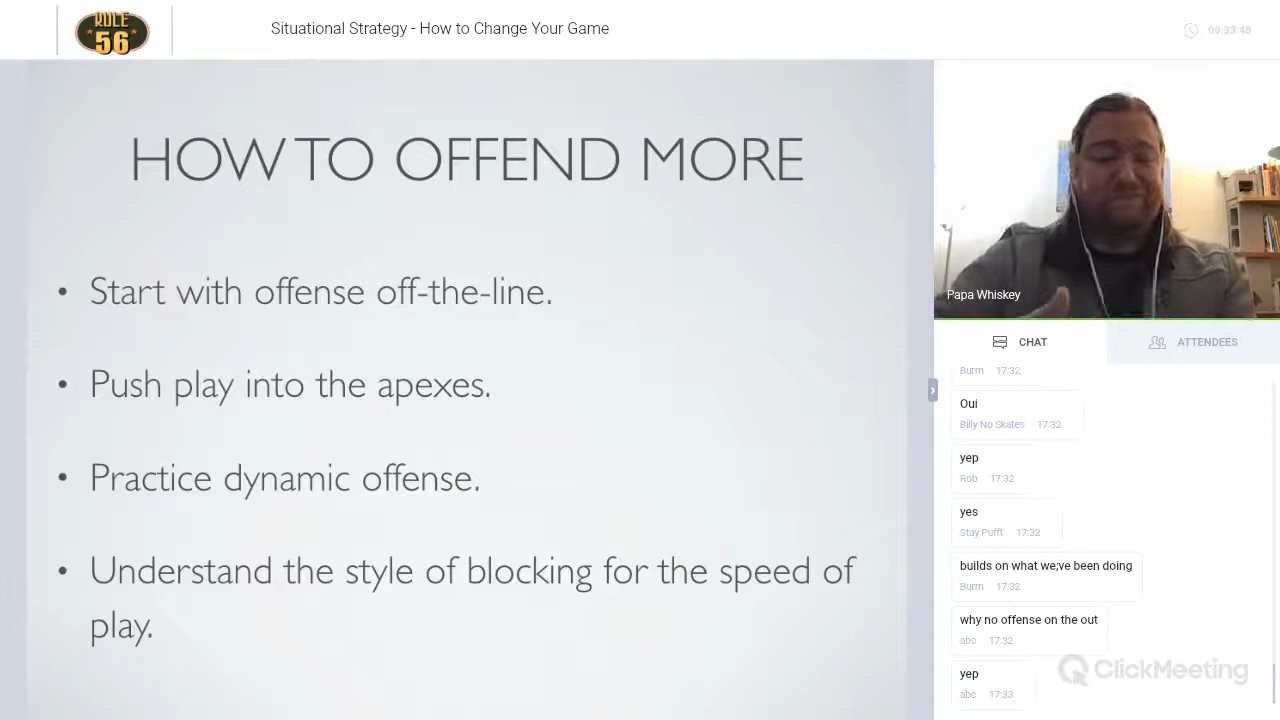 RULE
56
Situational Strategy - How to Change Your Game
00:33:48
HOW TO OFFEND MORE
• Start with offense off-the-line.
• Push play into the apexes.
• Practice dynamic offense.
• Understand the style of blocking for the speed of
play.
Papa Whiskey
CHAT
ATTENDEES
Burrn 17:32
Oui
Billy No Skates 17:32
yep
Rob 17:32
yes
Stay Pufft 17:32
builds on what we;ve been doing
Burrn 17:32
why no offense on the out
abc 17:32
yep
abc 17:33
ClickMeeting